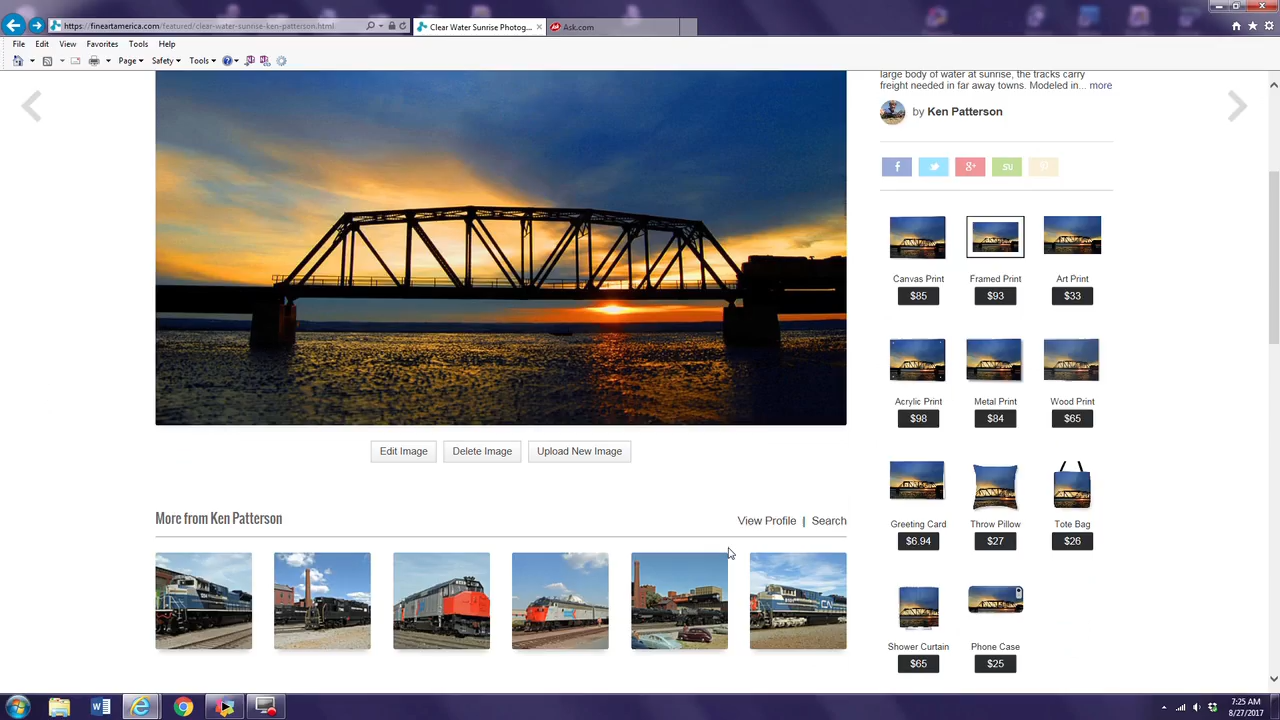 https://fineartamerica.com/featured/clear-water-sunrise-ken-patterson.html
Clear Water Sunrise Photog...
Ask.com
File Edit View Favorites Tools Help
Page Safety Tools
large body of water at sunrise, the tracks carry
freight needed in far away towns. Modeled in... more
by Ken Patterson
f g+ su
Canvas Print Framed Print Art Print
$85 $93 $33
Acrylic Print Metal Print Wood Print
$98 $84 $65
Edit Image Delete Image Upload New Image
Greeting Card Throw Pillow Tote Bag
$6.94 $27 $26
More from Ken Patterson
View Profile | Search
Shower Curtain Phone Case
$65 $25
7:25 AM
8/27/2017